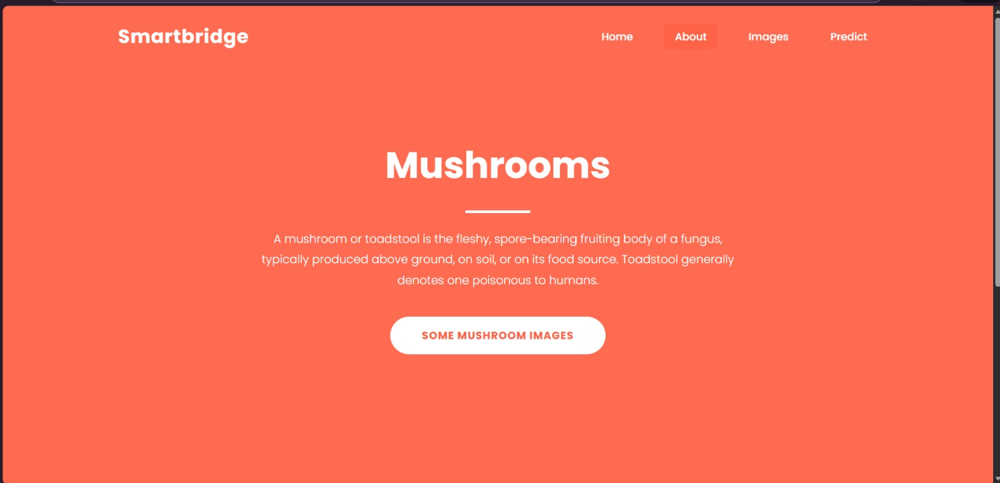 Smartbridge
Home
About
Images
Predict
Mushrooms
A mushroom or toadstool is the fleshy, spore-bearing fruiting body of a fungus,
typically produced above ground, on soil, or on its food source. Toadstool generally
denotes one poisonous to humans.
SOME MUSHROOM IMAGES